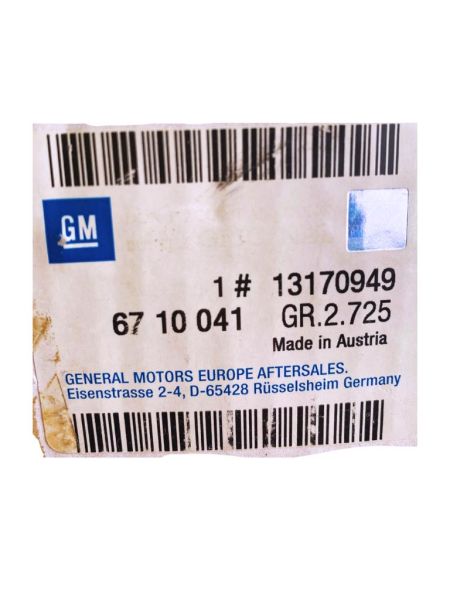 GM
1 # 13170949
67 10 041 GR.2.725
Made in Austria
GENERAL MOTORS EUROPE AFTERSALES.
Eisenstrasse 2-4, D-65428 Rüsselsheim Germany